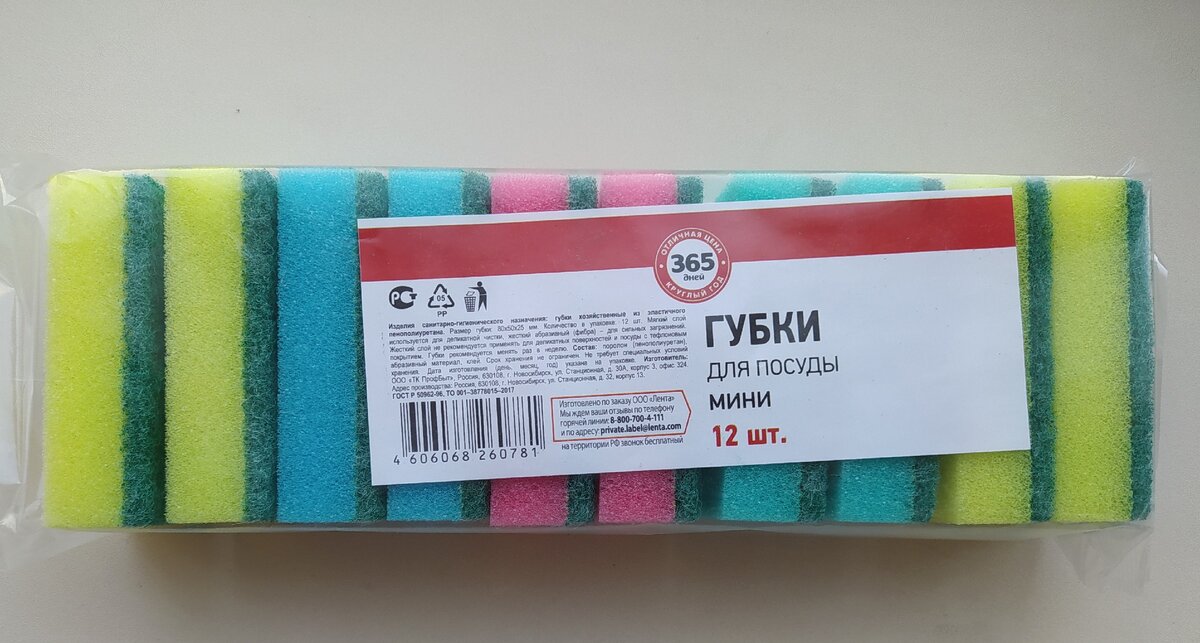 ОТЛИЧНАЯ ЦЕНА
365
дней
КРУГЛЫЙ ГОД
РСТ
05
PP
Изделия санитарно-гигиенического назначения: губки хозяйственные из эластичного
пенополиуретана. Размер губки: 80х50х25 мм. Количество в упаковке: 12 шт. Мягкий слой
используется для деликатной чистки, жесткий абразивный (фибра) – для сильных загрязнений.
Жесткий слой не рекомендуется применять для деликатных поверхностей и посуды с тефлоновым
покрытием. Губки рекомендуется менять раз в неделю. Состав: поролон (пенополиуретан),
абразивный материал, клей. Срок хранения не ограничен. Не требует специальных условий
хранения. Дата изготовления (день, месяц, год) указана на упаковке. Изготовитель:
ООО «ТК ПрофБыт», Россия, 630108, г. Новосибирск, ул. Станционная, д. 30А, корпус 3, офис 324.
Адрес производства: Россия, 630108, г. Новосибирск, ул. Станционная, д. 32, корпус 13.
ГОСТ Р 50962-96, ТО 001-38778015-2017
4 606068 260781
Изготовлено по заказу ООО «Лента»
Мы ждем ваши отзывы по телефону
горячей линии: 8-800-700-4-111
и по адресу: private.label@lenta.com
на территории РФ звонок бесплатный
ГУБКИ
ДЛЯ ПОСУДЫ
МИНИ
12 шт.